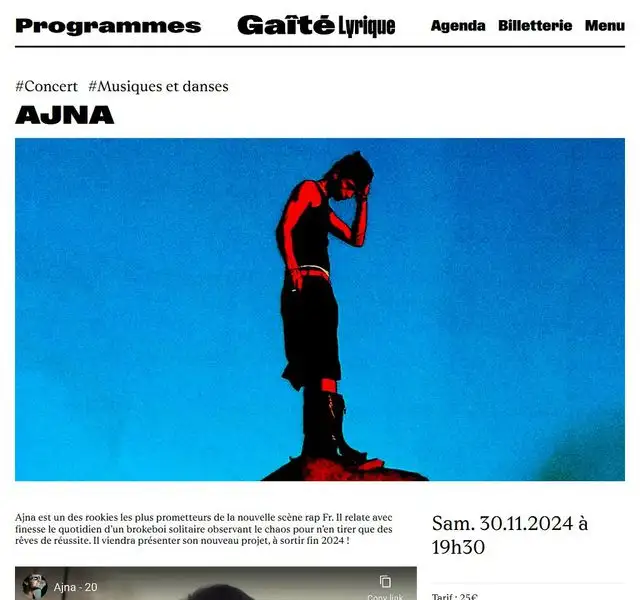 Programmes
Gaîté Lyrique
Agenda Billetterie Menu
#Concert #Musiques et danses
AJNA
Ajna est un des rookies les plus prometteurs de la nouvelle scène rap Fr. Il relate avec
finesse le quotidien d'un brokeboi solitaire observant le chaos pour n'en tirer que des
rêves de réussite. Il viendra présenter son nouveau projet, à sortir fin 2024 !
Sam. 30.11.2024 à
19h30
Ajna - 20
Copy link
Tarif : 25€